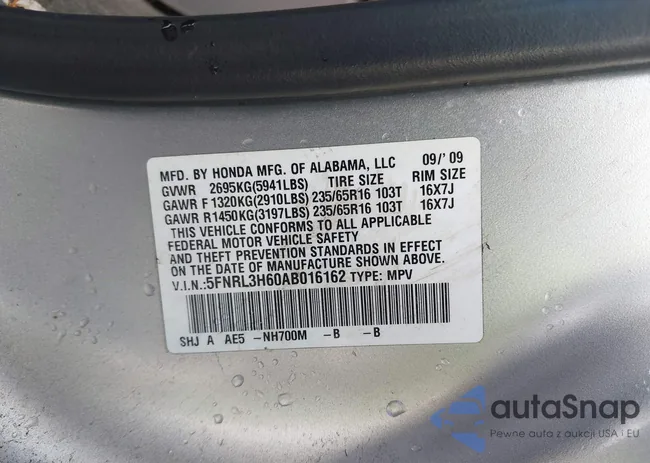 MFD. BY HONDA MFG. OF ALABAMA, LLC 09/'09
GVWR 2695KG(5941LBS) TIRE SIZE RIM SIZE
GAWR F 1320KG(2910LBS) 235/65R16 103T 16X7J
GAWR R 1450KG(3197LBS) 235/65R16 103T 16X7J
THIS VEHICLE CONFORMS TO ALL APPLICABLE
FEDERAL MOTOR VEHICLE SAFETY
AND THEFT PREVENTION STANDARDS IN EFFECT
ON THE DATE OF MANUFACTURE SHOWN ABOVE.
V.I.N.:5FNRL3H60AB016162 TYPE: MPV
SHJ A AE5 -NH700M -B -B
autaSnap
Pewne auta z aukcji USA i EU